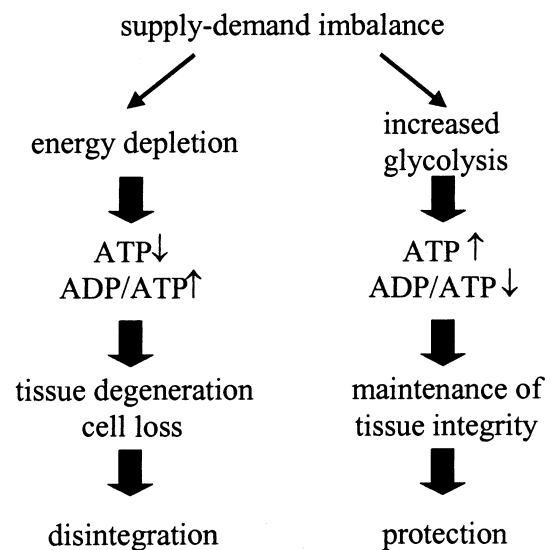 supply-demand imbalance
energy depletion
ATP↓
ADP/ATP↑
tissue degeneration
cell loss
disintegration
increased
glycolysis
ATP ↑
ADP/ATP ↓
maintenance of
tissue integrity
protection